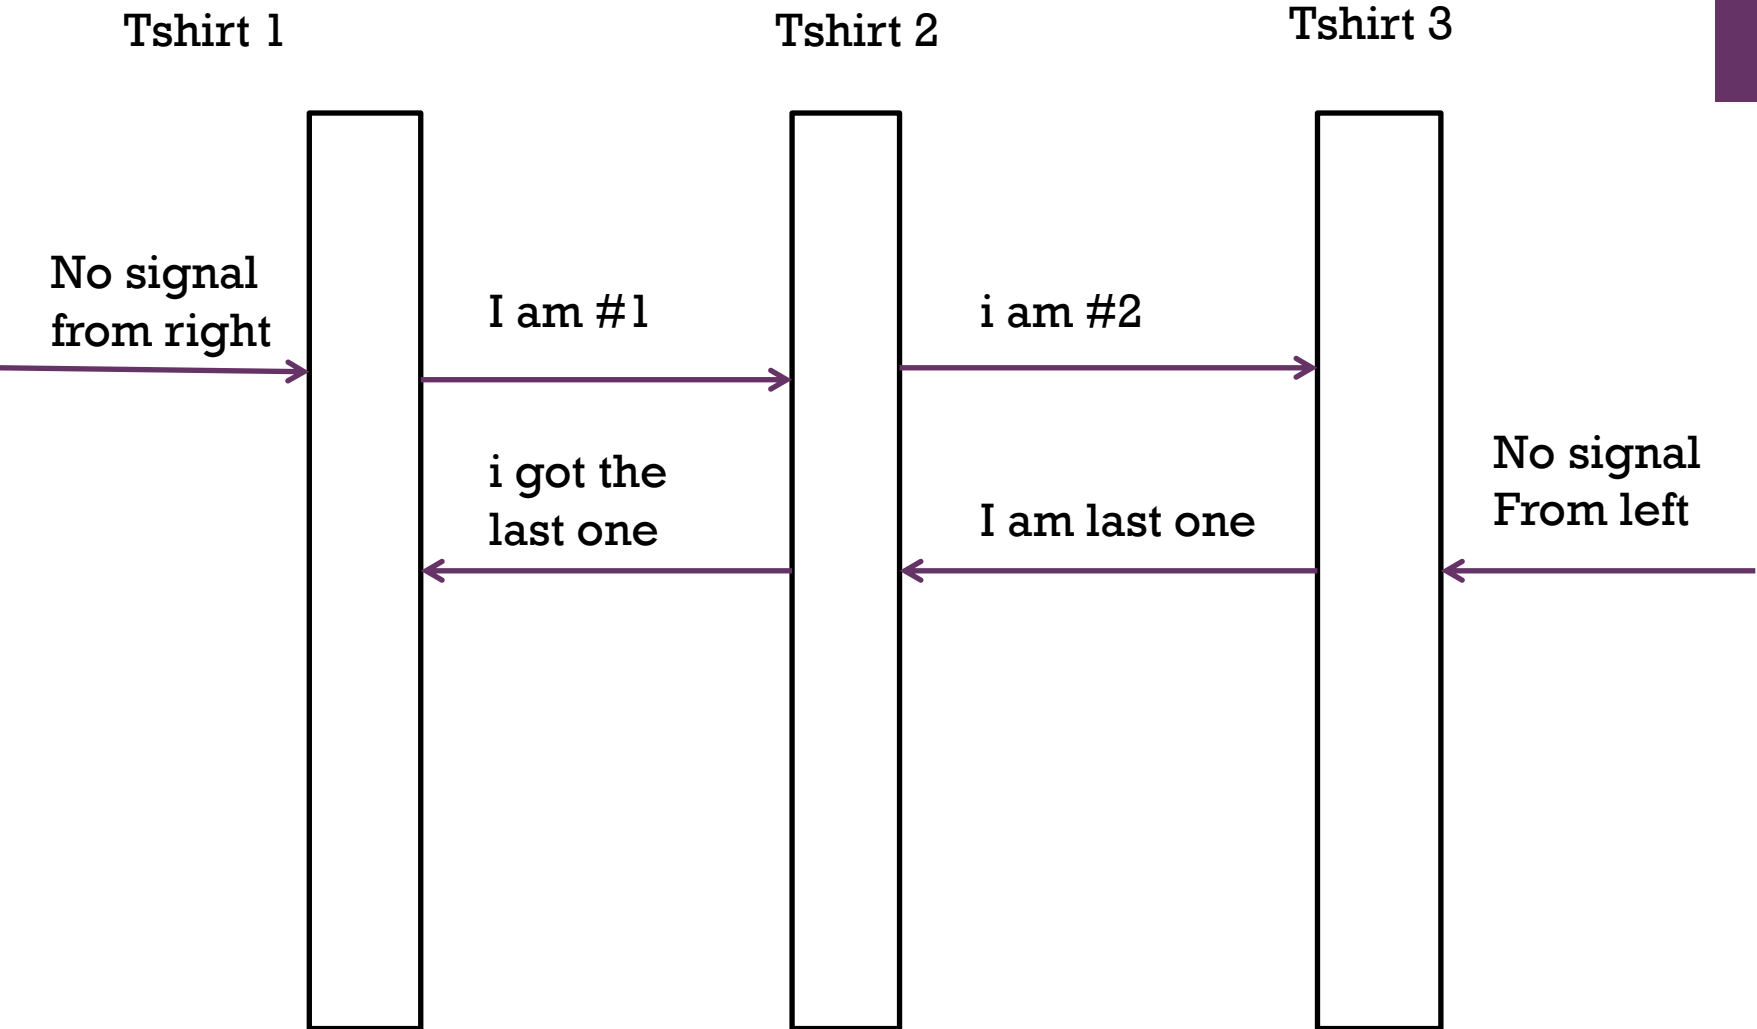 Tshirt 1
Tshirt 2
Tshirt 3
No signal
from right
I am #1
i am #2
i got the
last one
I am last one
No signal
From left